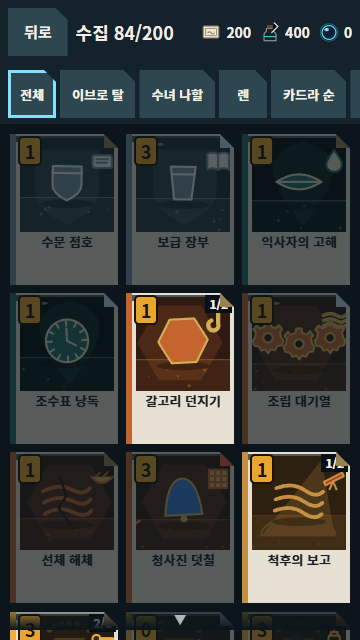 뒤로
수집 84/200
200
400
0
전체
이브로 탈
수녀 나할
렌
카드라 순
1
3
1
수문 점호
보급 장부
익사자의 고해
1
1
1/
1
조수표 낭독
갈고리 던지기
조립 대기열
1
3
1
1/
선체 해체
청사진 덧칠
척후의 보고
3
2/
0